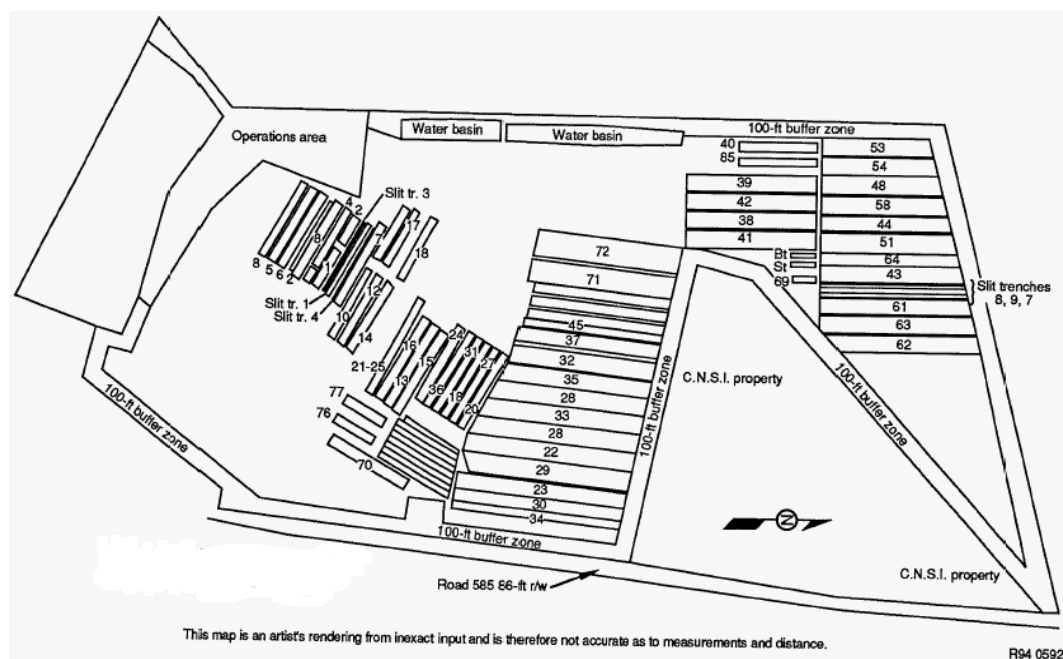 Water basin
Water basin
100-ft buffer zone
Operations area
40
85
53
54
39
48
Slit tr. 3
42
58
38
44
41
51
4
2
8
1
7
17
18
72
Bt
64
St
43
69
71
Slit trenches
8, 9, 7
8
5
6
2
Slit tr. 1
Slit tr. 4
12
10
14
61
63
62
45
37
24
16
31
27
32
15
21-25
13
36
18
20
35
28
33
28
22
29
23
30
34
77
76
70
C.N.S.I. property
100-ft buffer zone
100-ft buffer zone
100-ft buffer zone
100-ft buffer zone
N
C.N.S.I. property
Road 585 86-ft r/w
This map is an artist's rendering from inexact input and is therefore not accurate as to measurements and distance.
R94 0592